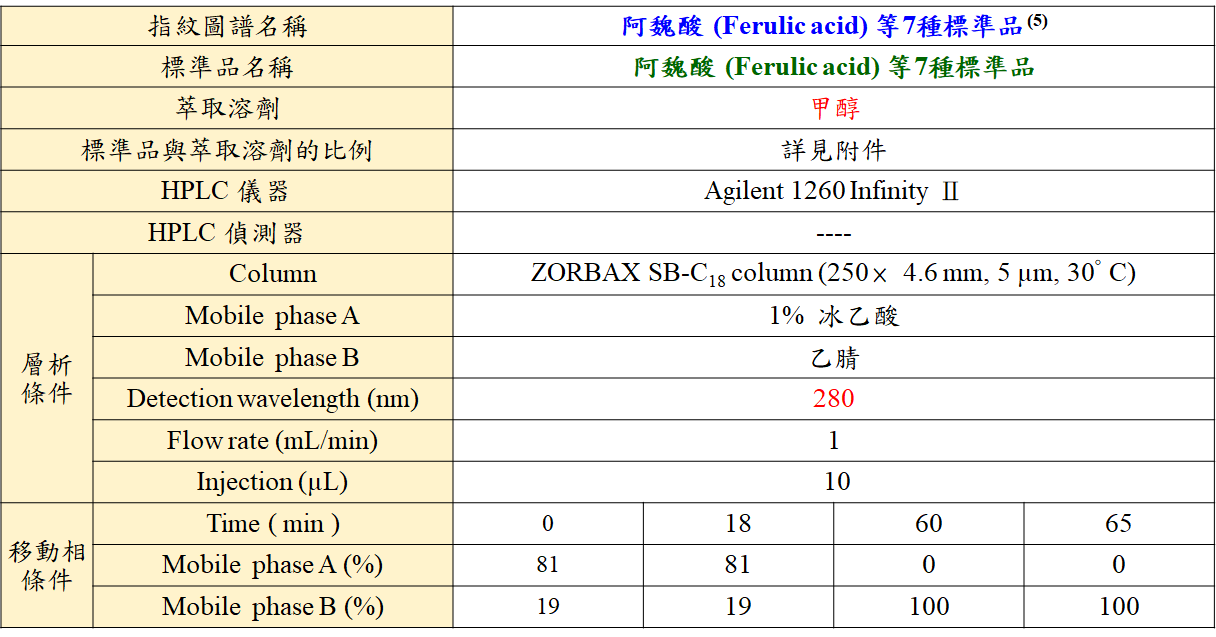 指紋圖譜名稱 阿魏酸 (Ferulic acid) 等7種標準品 (5)
標準品名稱 阿魏酸 (Ferulic acid) 等7種標準品
萃取溶劑 甲醇
標準品與萃取溶劑的比例 詳見附件
HPLC 儀器 Agilent 1260 Infinity Ⅱ
HPLC 偵測器 ----
層析條件
Column ZORBAX SB-C18 column (250× 4.6 mm, 5 μm, 30° C)
Mobile phase A 1% 冰乙酸
Mobile phase B 乙腈
Detection wavelength (nm) 280
Flow rate (mL/min) 1
Injection (μL) 10
移動相條件
Time ( min ) 0 18 60 65
Mobile phase A (%) 81 81 0 0
Mobile phase B (%) 19 19 100 100